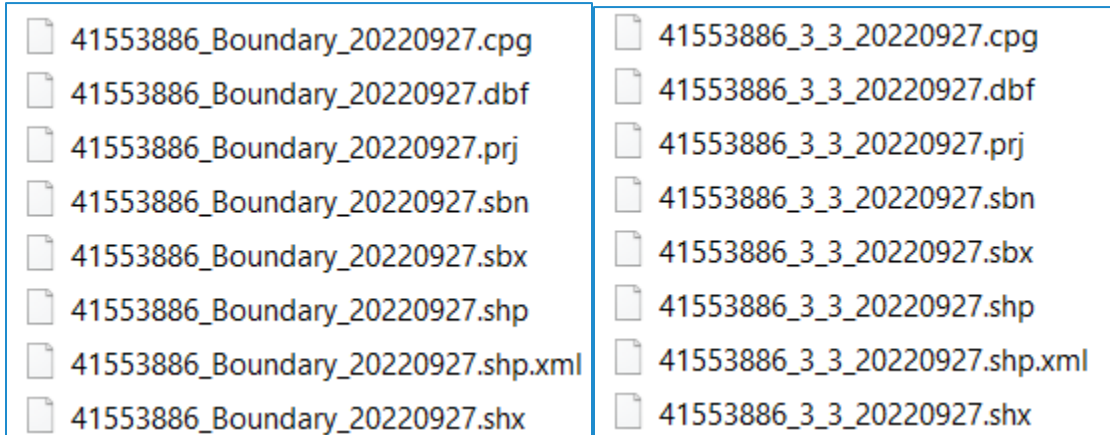 41553886_Boundary_20220927.cpg
41553886_Boundary_20220927.dbf
41553886_Boundary_20220927.prj
41553886_Boundary_20220927.sbn
41553886_Boundary_20220927.sbx
41553886_Boundary_20220927.shp
41553886_Boundary_20220927.shp.xml
41553886_Boundary_20220927.shx
41553886_3_3_20220927.cpg
41553886_3_3_20220927.dbf
41553886_3_3_20220927.prj
41553886_3_3_20220927.sbn
41553886_3_3_20220927.sbx
41553886_3_3_20220927.shp
41553886_3_3_20220927.shp.xml
41553886_3_3_20220927.shx